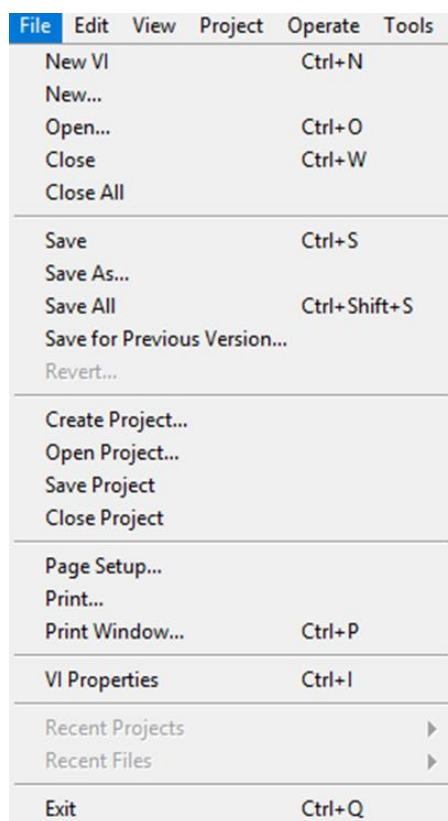 File Edit View Project Operate Tools
New VI Ctrl+N
New...
Open... Ctrl+O
Close Ctrl+W
Close All
Save Ctrl+S
Save As...
Save All Ctrl+Shift+S
Save for Previous Version...
Revert...
Create Project...
Open Project...
Save Project
Close Project
Page Setup...
Print...
Print Window... Ctrl+P
VI Properties Ctrl+I
Recent Projects
Recent Files
Exit Ctrl+Q